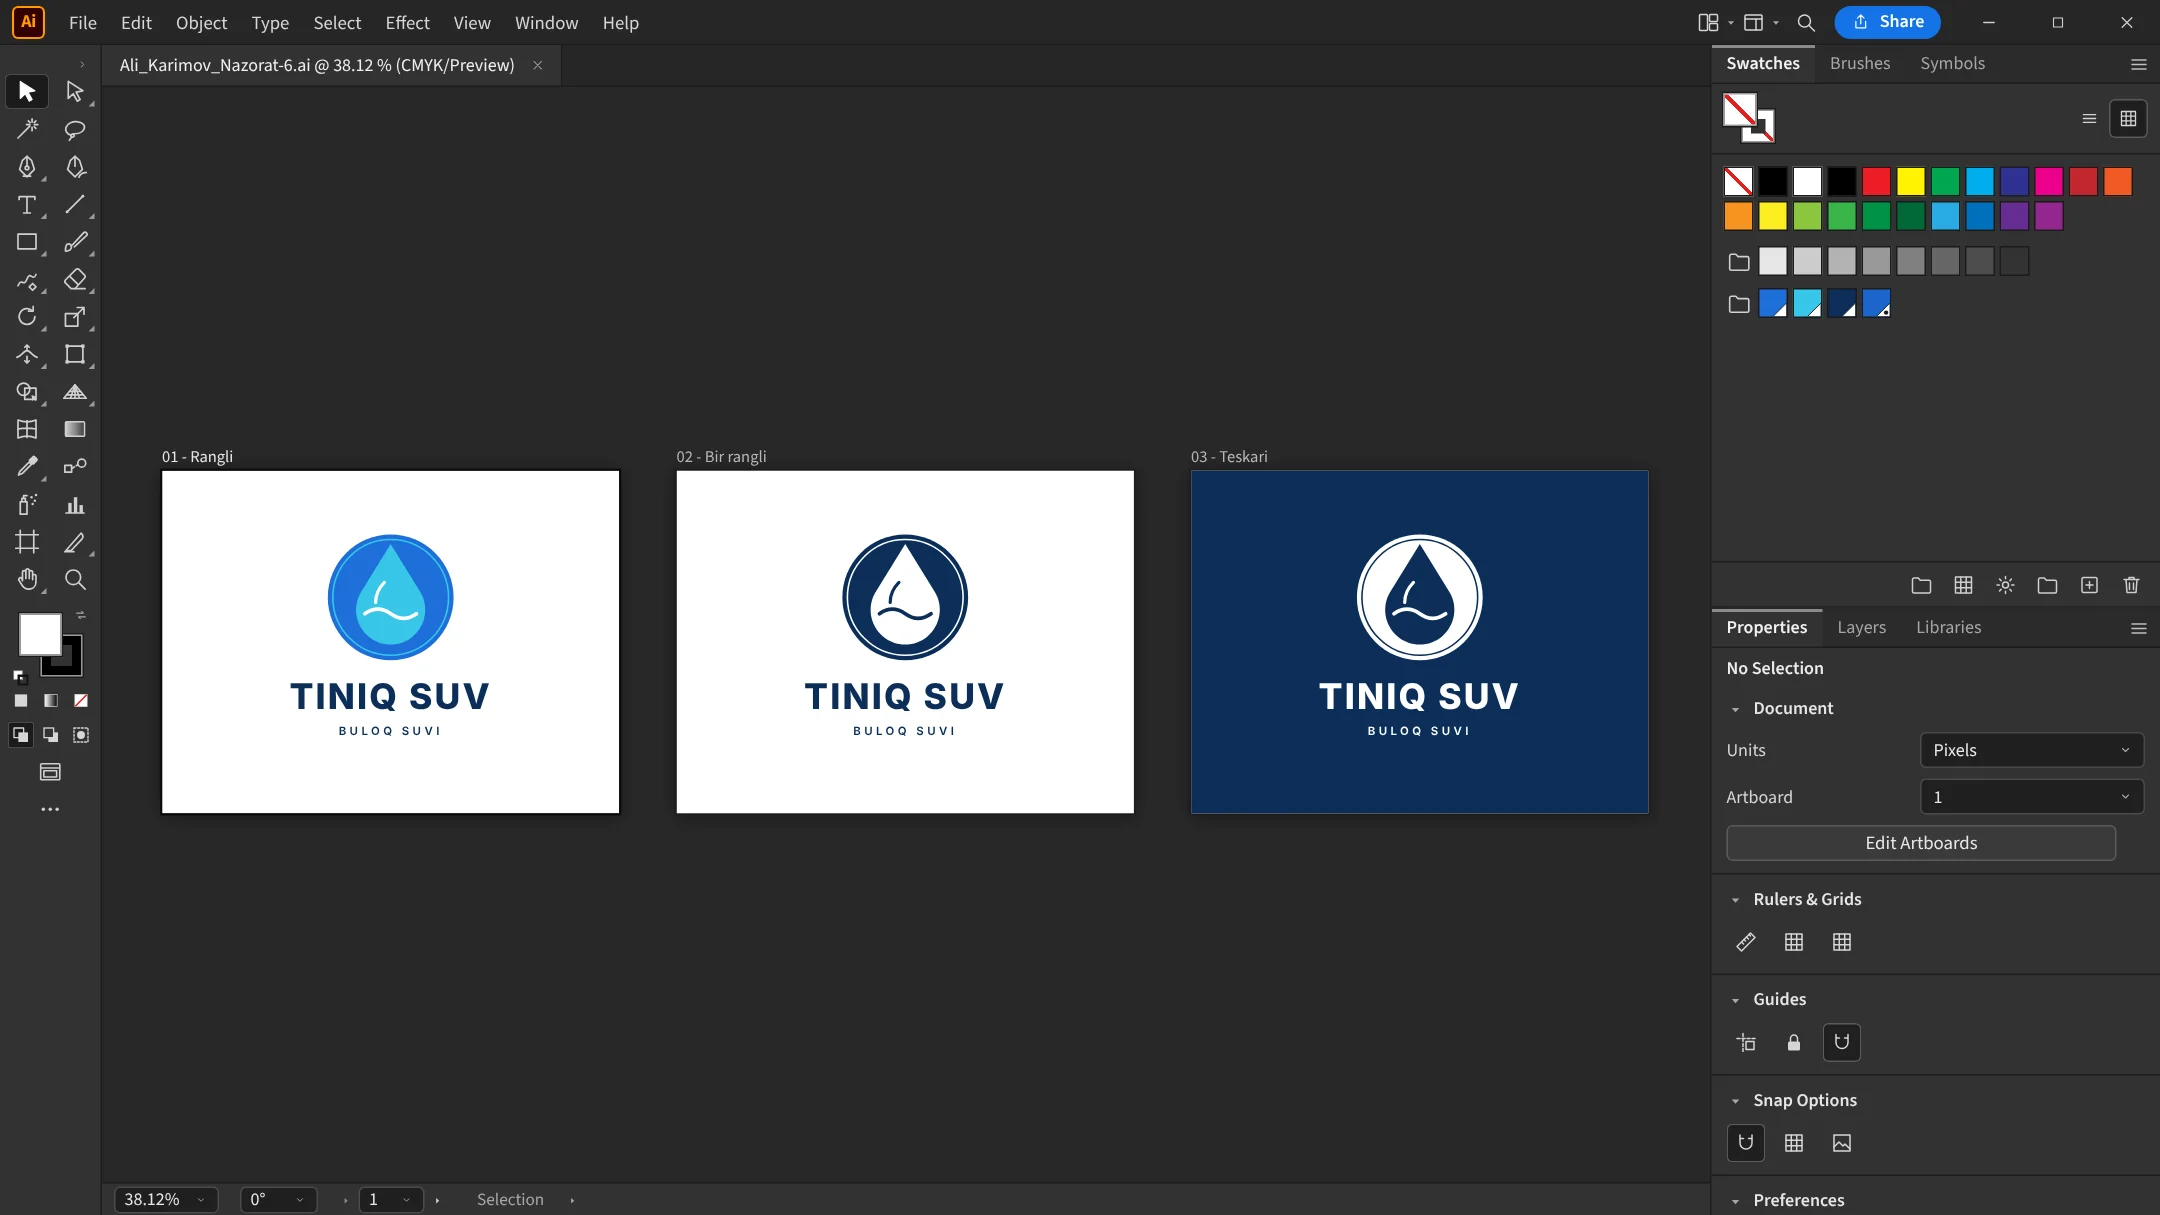 Ai File Edit Object Type Select Effect View Window Help Share
Ali_Karimov_Nazorat-6.ai @ 38.12 % (CMYK/Preview)
Swatches Brushes Symbols
01 - Rangli
02 - Bir rangli
03 - Teskari
TINIQ SUV
BULOQ SUVI
TINIQ SUV
BULOQ SUVI
TINIQ SUV
BULOQ SUVI
Properties Layers Libraries
No Selection
Document
Units Pixels
Artboard 1
Edit Artboards
Rulers & Grids
Guides
Snap Options
Preferences
38.12% 0° 1 Selection